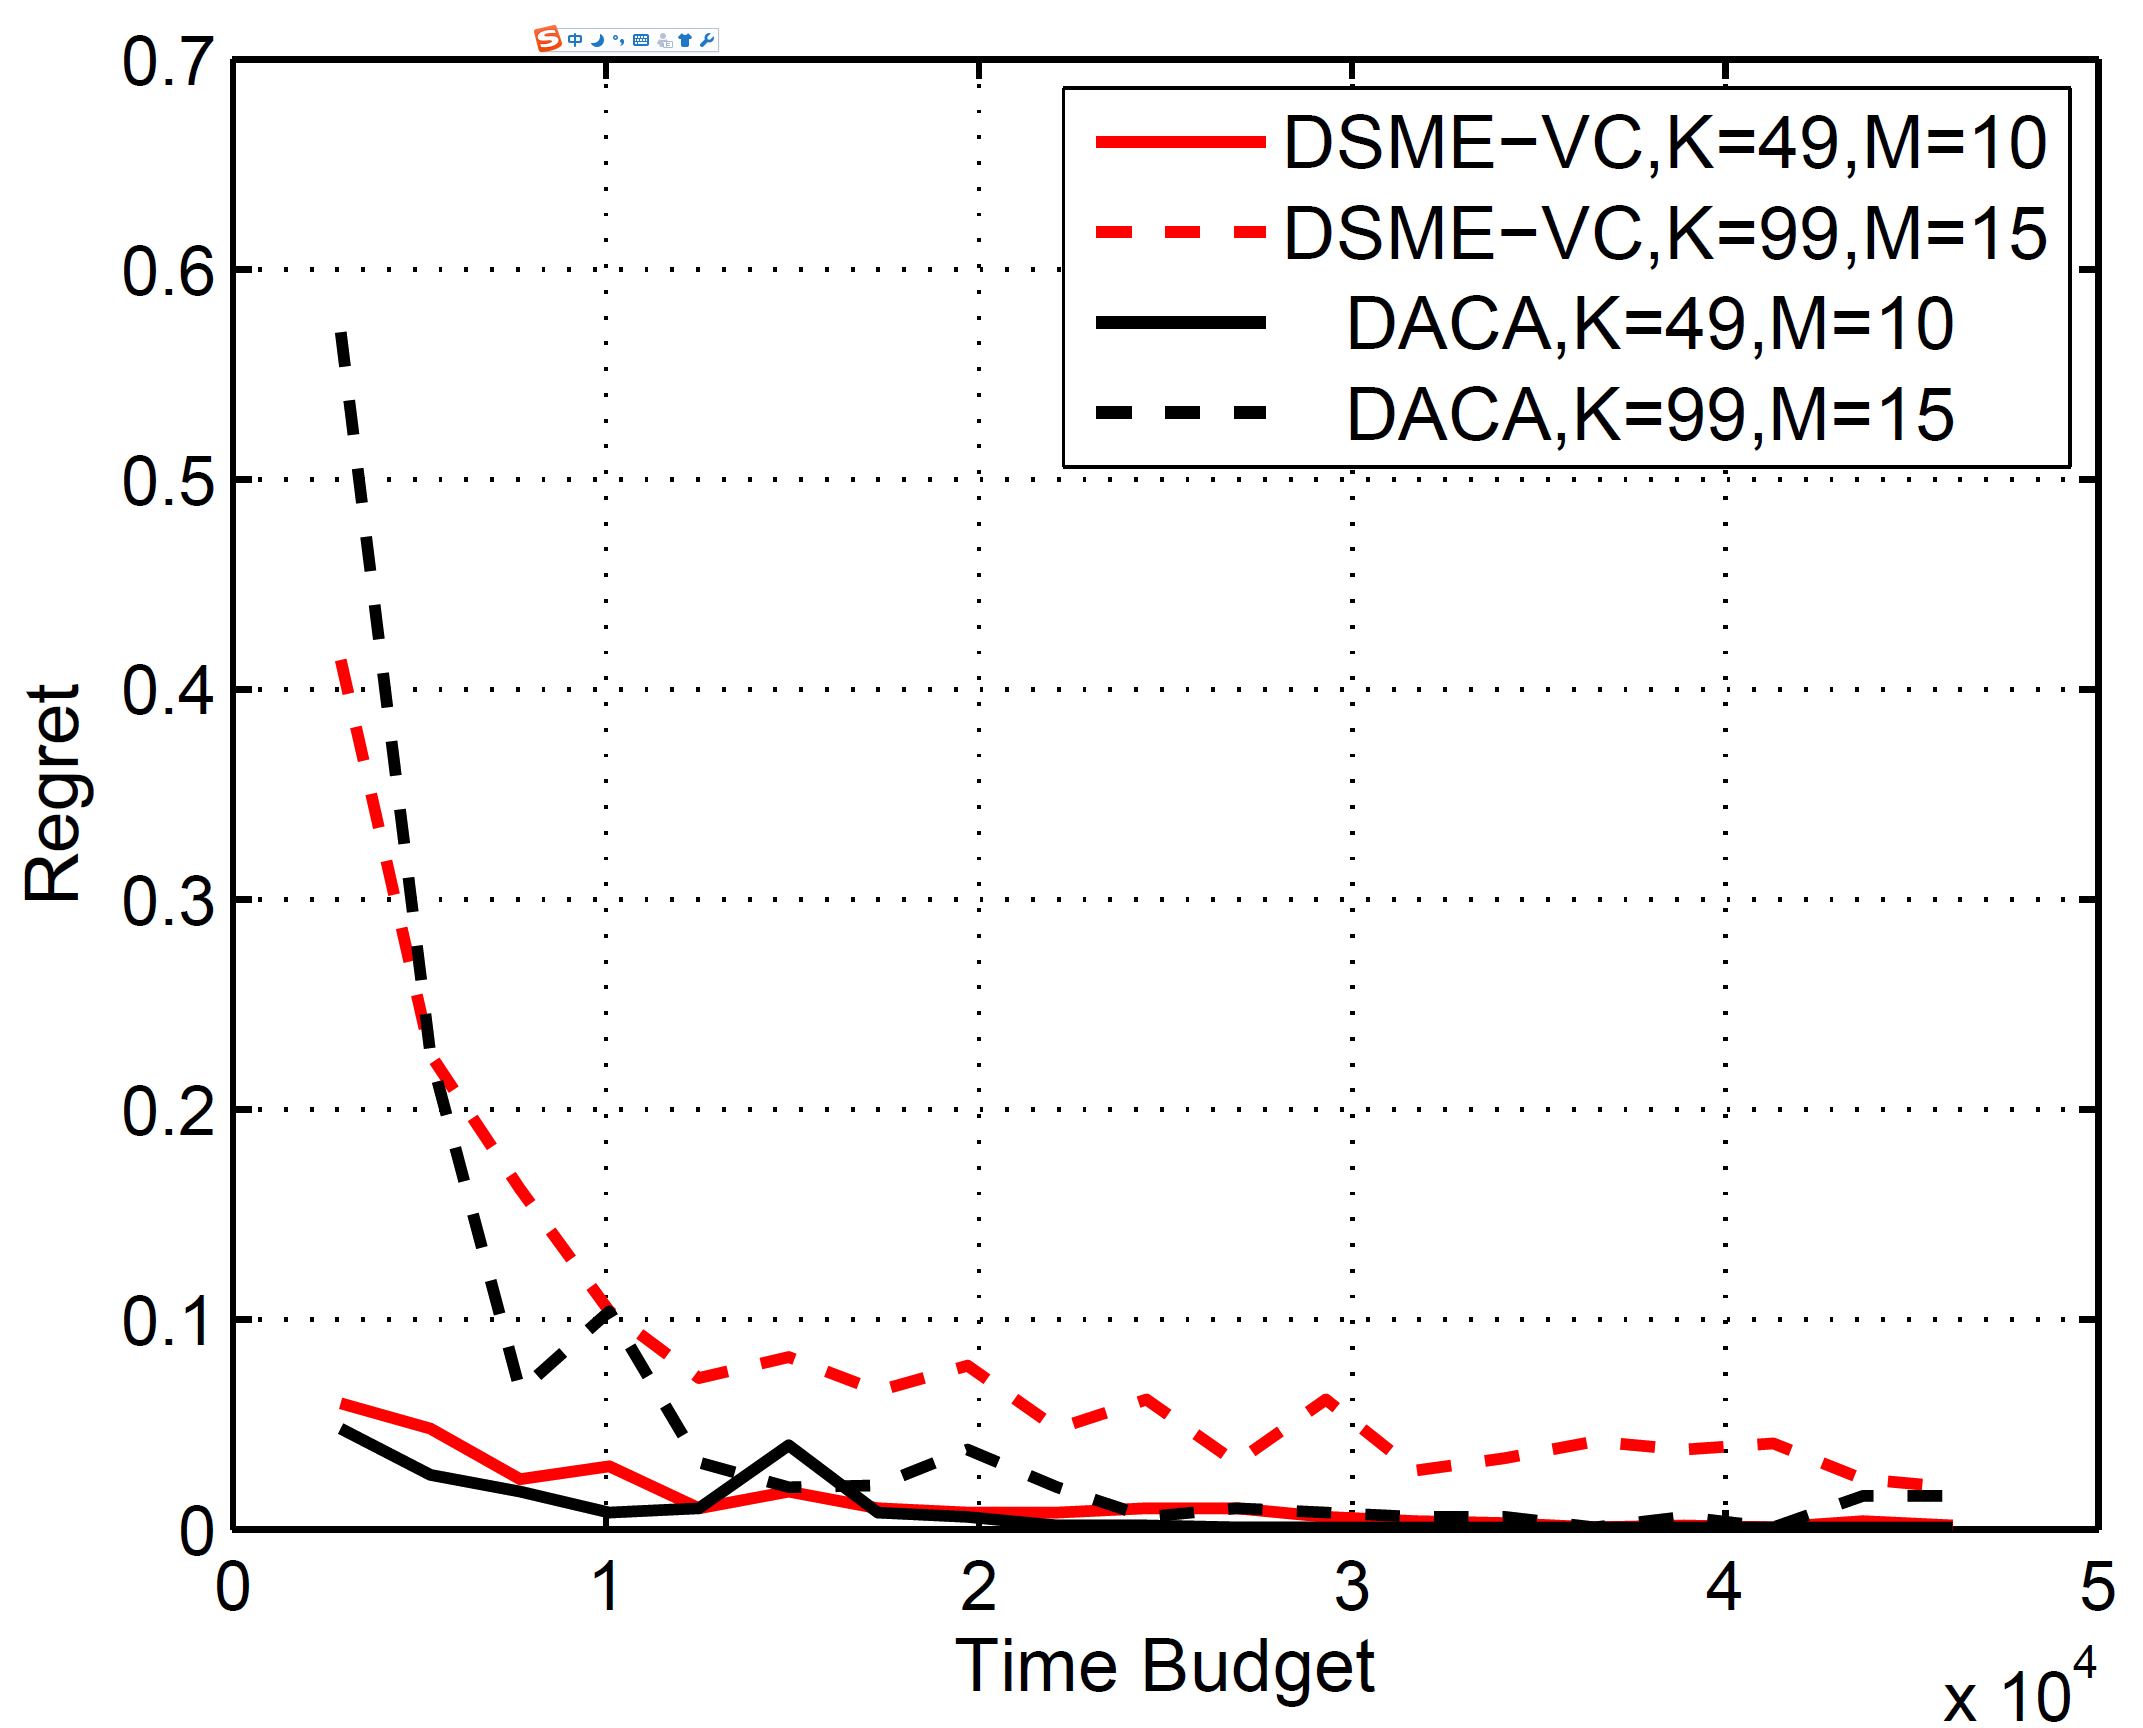 中
0.7
0.6
0.5
0.4
0.3
0.2
0.1
0
Regret
DSME−VC,K=49,M=10
DSME−VC,K=99,M=15
DACA,K=49,M=10
DACA,K=99,M=15
0 1 2 3 4 5
Time Budget
x 10⁴